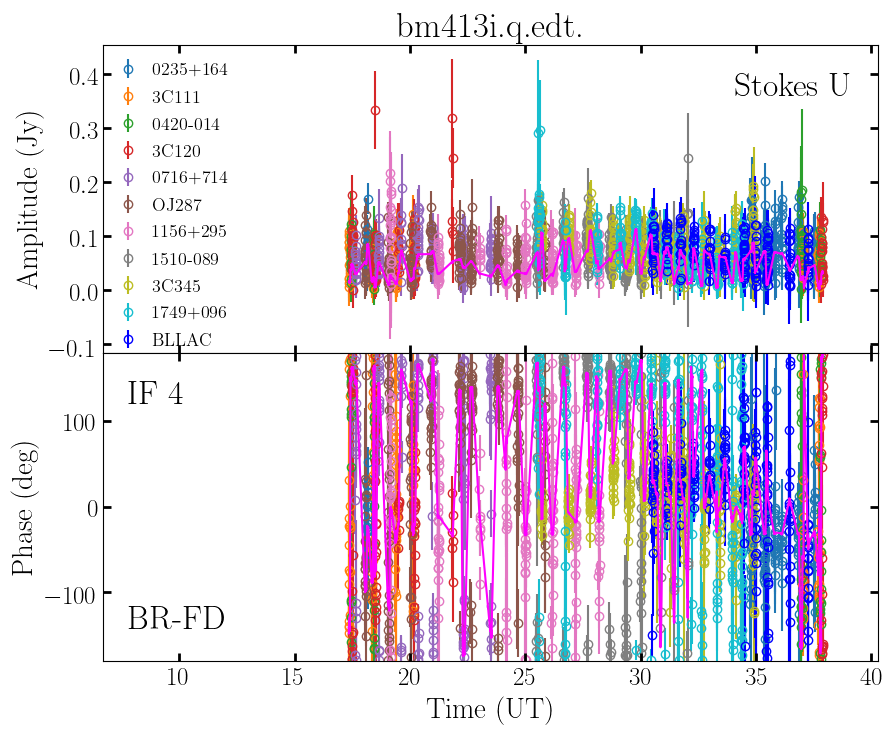 bm413i.q.edt.
Stokes U
0235+164
3C111
0420-014
3C120
0716+714
OJ287
1156+295
1510-089
3C345
1749+096
BLLAC
Amplitude (Jy)
0.4
0.3
0.2
0.1
0.0
−0.1
IF 4
BR-FD
Phase (deg)
100
0
−100
10 15 20 25 30 35 40
Time (UT)